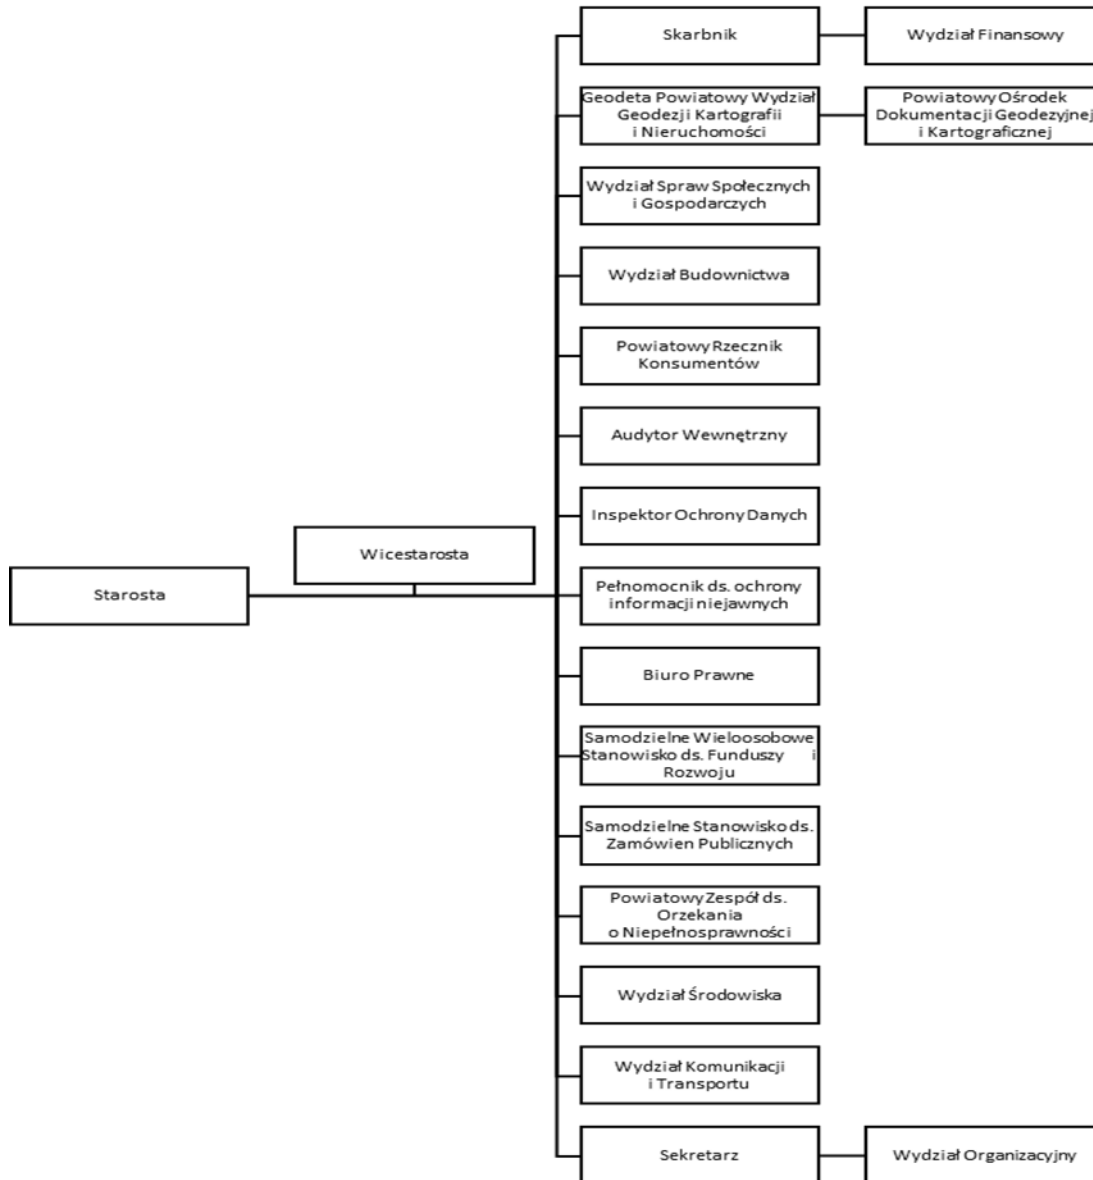 Skarbnik
Wydział Finansowy
Geodeta Powiatowy Wydział
Geodezji Kartografii
i Nieruchomości
Powiatowy Ośrodek
Dokumentacji Geodezyjnej
i Kartograficznej
Wydział Spraw Społecznych
i Gospodarczych
Wydział Budownictwa
Powiatowy Rzecznik
Konsumentów
Audytor Wewnętrzny
Inspektor Ochrony Danych
Wicestarosta
Starosta
Pełnomocnik ds. ochrony
informacji niejawnych
Biuro Prawne
Samodzielne Wieloosobowe
Stanowisko ds. Funduszy i
Rozwoju
Samodzielne Stanowisko ds.
Zamówien Publicznych
Powiatowy Zespół ds.
Orzekania
o Niepełnosprawności
Wydział Środowiska
Wydział Komunikacji
i Transportu
Sekretarz
Wydział Organizacyjny